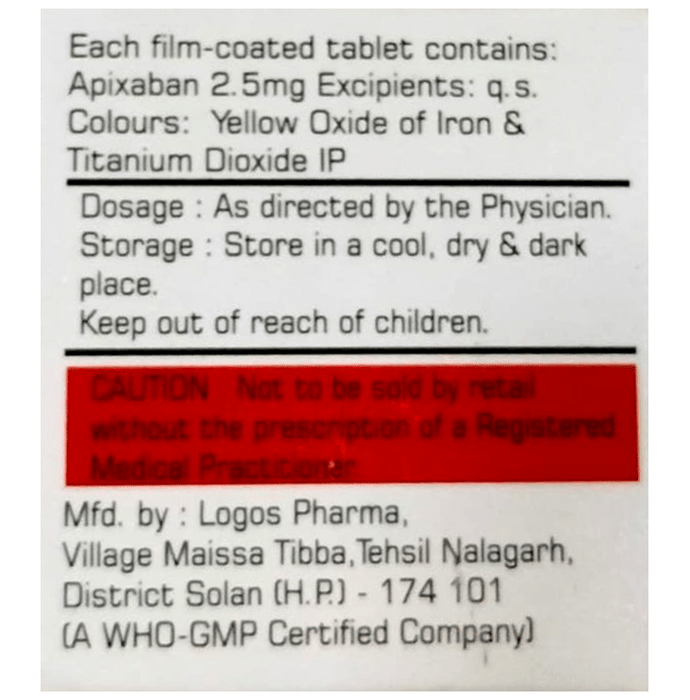 Each film-coated tablet contains:
Apixaban 2.5mg Excipients: q.s.
Colours: Yellow Oxide of Iron &
Titanium Dioxide IP
Dosage : As directed by the Physician.
Storage : Store in a cool, dry & dark
place.
Keep out of reach of children.
CAUTION Not to be sold by retail
without the prescription of a Registered
Medical Practitioner
Mfd. by : Logos Pharma,
Village Maissa Tibba,Tehsil Nalagarh,
District Solan (H.P.) - 174 101
(A WHO-GMP Certified Company)